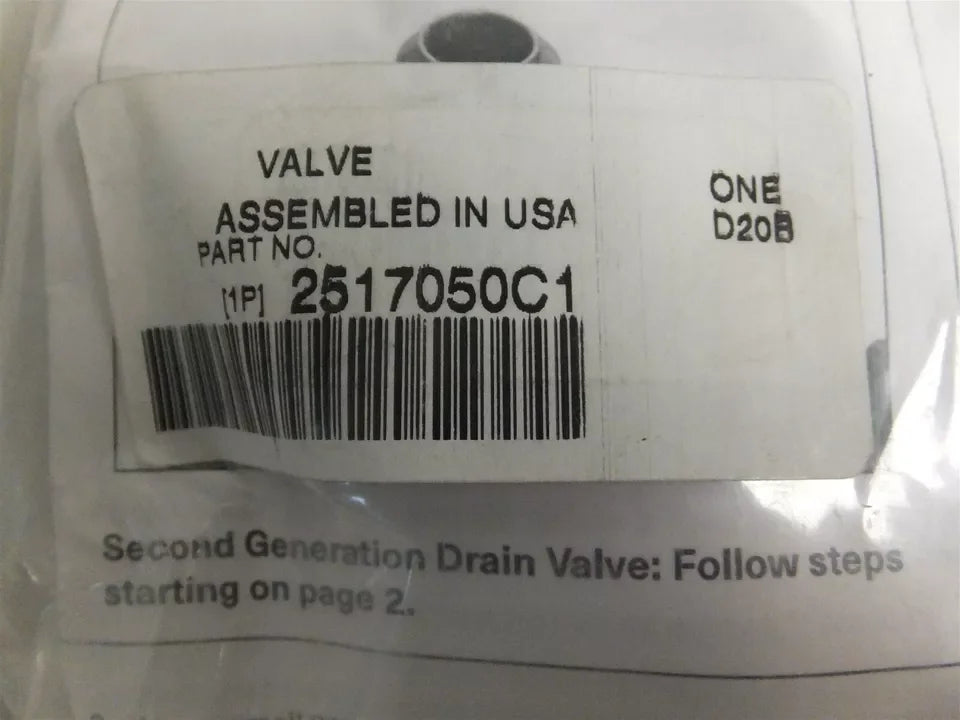 VALVE
ASSEMBLED IN USA
PART NO.
[1P] 2517050C1
ONE
D20B
Second Generation Drain Valve: Follow steps
starting on page 2.